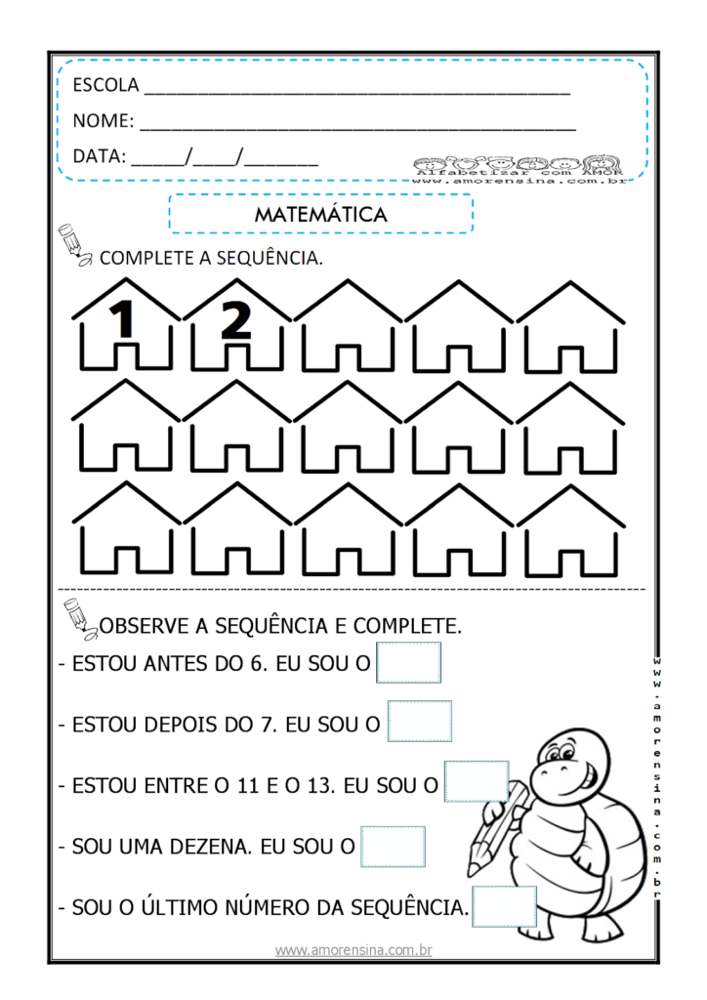 ESCOLA ________________________________________
NOME: _________________________________________
DATA: _____/____/_______
Alfabetizar com AMOR
www.amorensina.com.br
MATEMÁTICA
COMPLETE A SEQUÊNCIA.
1 2
OBSERVE A SEQUÊNCIA E COMPLETE.
- ESTOU ANTES DO 6. EU SOU O
- ESTOU DEPOIS DO 7. EU SOU O
- ESTOU ENTRE O 11 E O 13. EU SOU O
- SOU UMA DEZENA. EU SOU O
- SOU O ÚLTIMO NÚMERO DA SEQUÊNCIA.
www.amorensina.com.br
www.amorensina.com.br